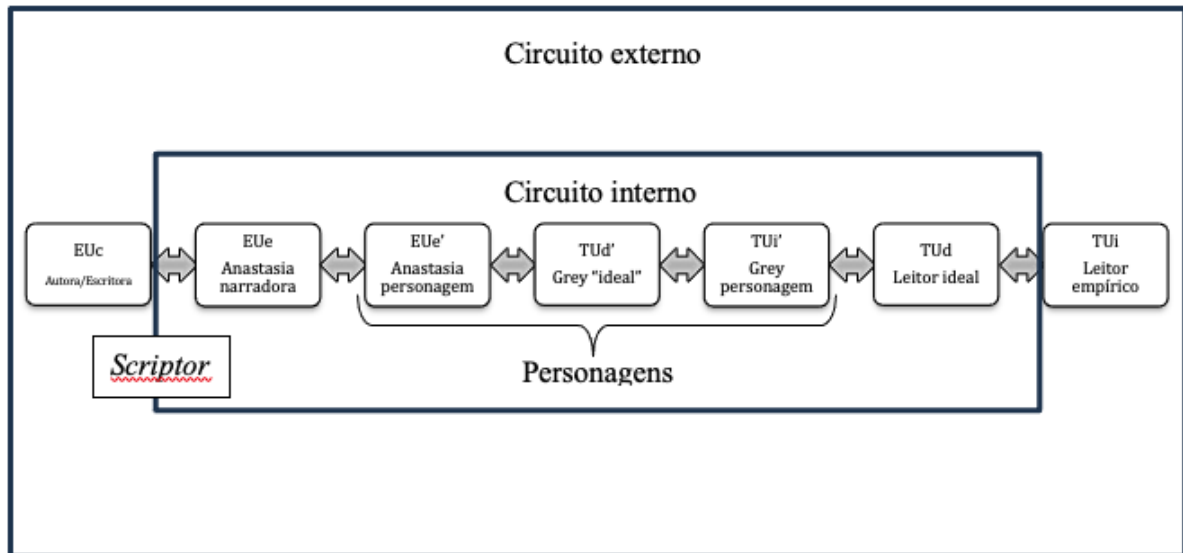 Circuito externo
Circuito interno
EUc
Autora/Escritora
EUe
Anastasia
narradora
EUe’
Anastasia
personagem
TUd’
Grey “ideal”
TUi’
Grey
personagem
TUd
Leitor ideal
TUi
Leitor
empírico
Scriptor
Personagens